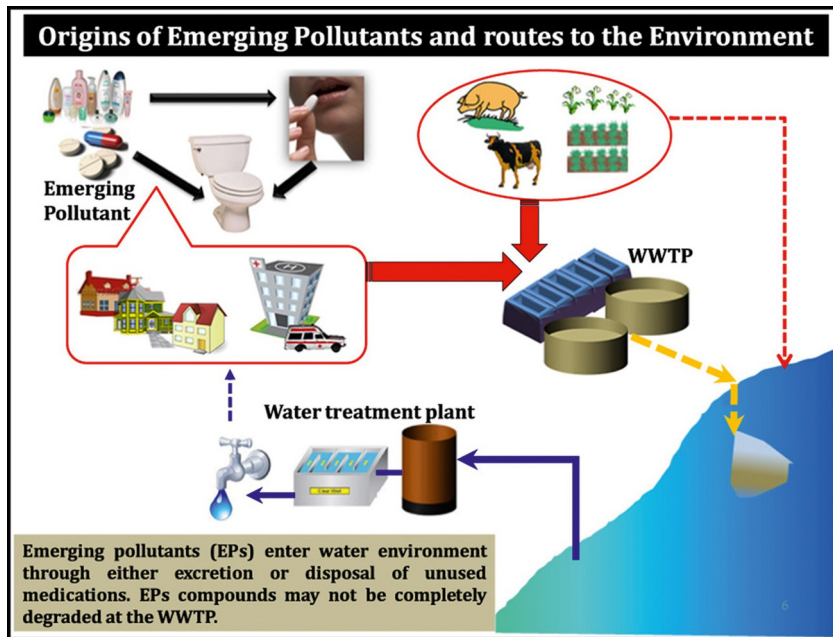 Origins of Emerging Pollutants and routes to the Environment
Emerging
Pollutant
WWTP
Water treatment plant
Clear Well
Emerging pollutants (EPs) enter water environment
through either excretion or disposal of unused
medications. EPs compounds may not be completely
degraded at the WWTP.
6